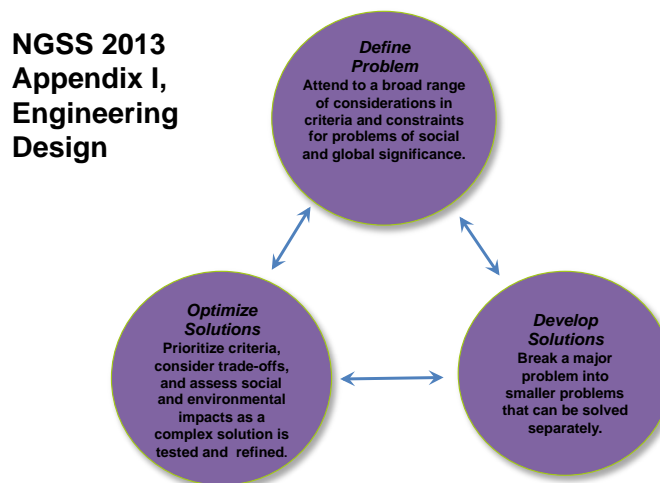 NGSS 2013
Appendix I,
Engineering
Design
Define
Problem
Attend to a broad range
of considerations in
criteria and constraints
for problems of social
and global significance.
Optimize
Solutions
Prioritize criteria,
consider trade-offs,
and assess social
and environmental
impacts as a
complex solution is
tested and refined.
Develop
Solutions
Break a major
problem into
smaller problems
that can be solved
separately.